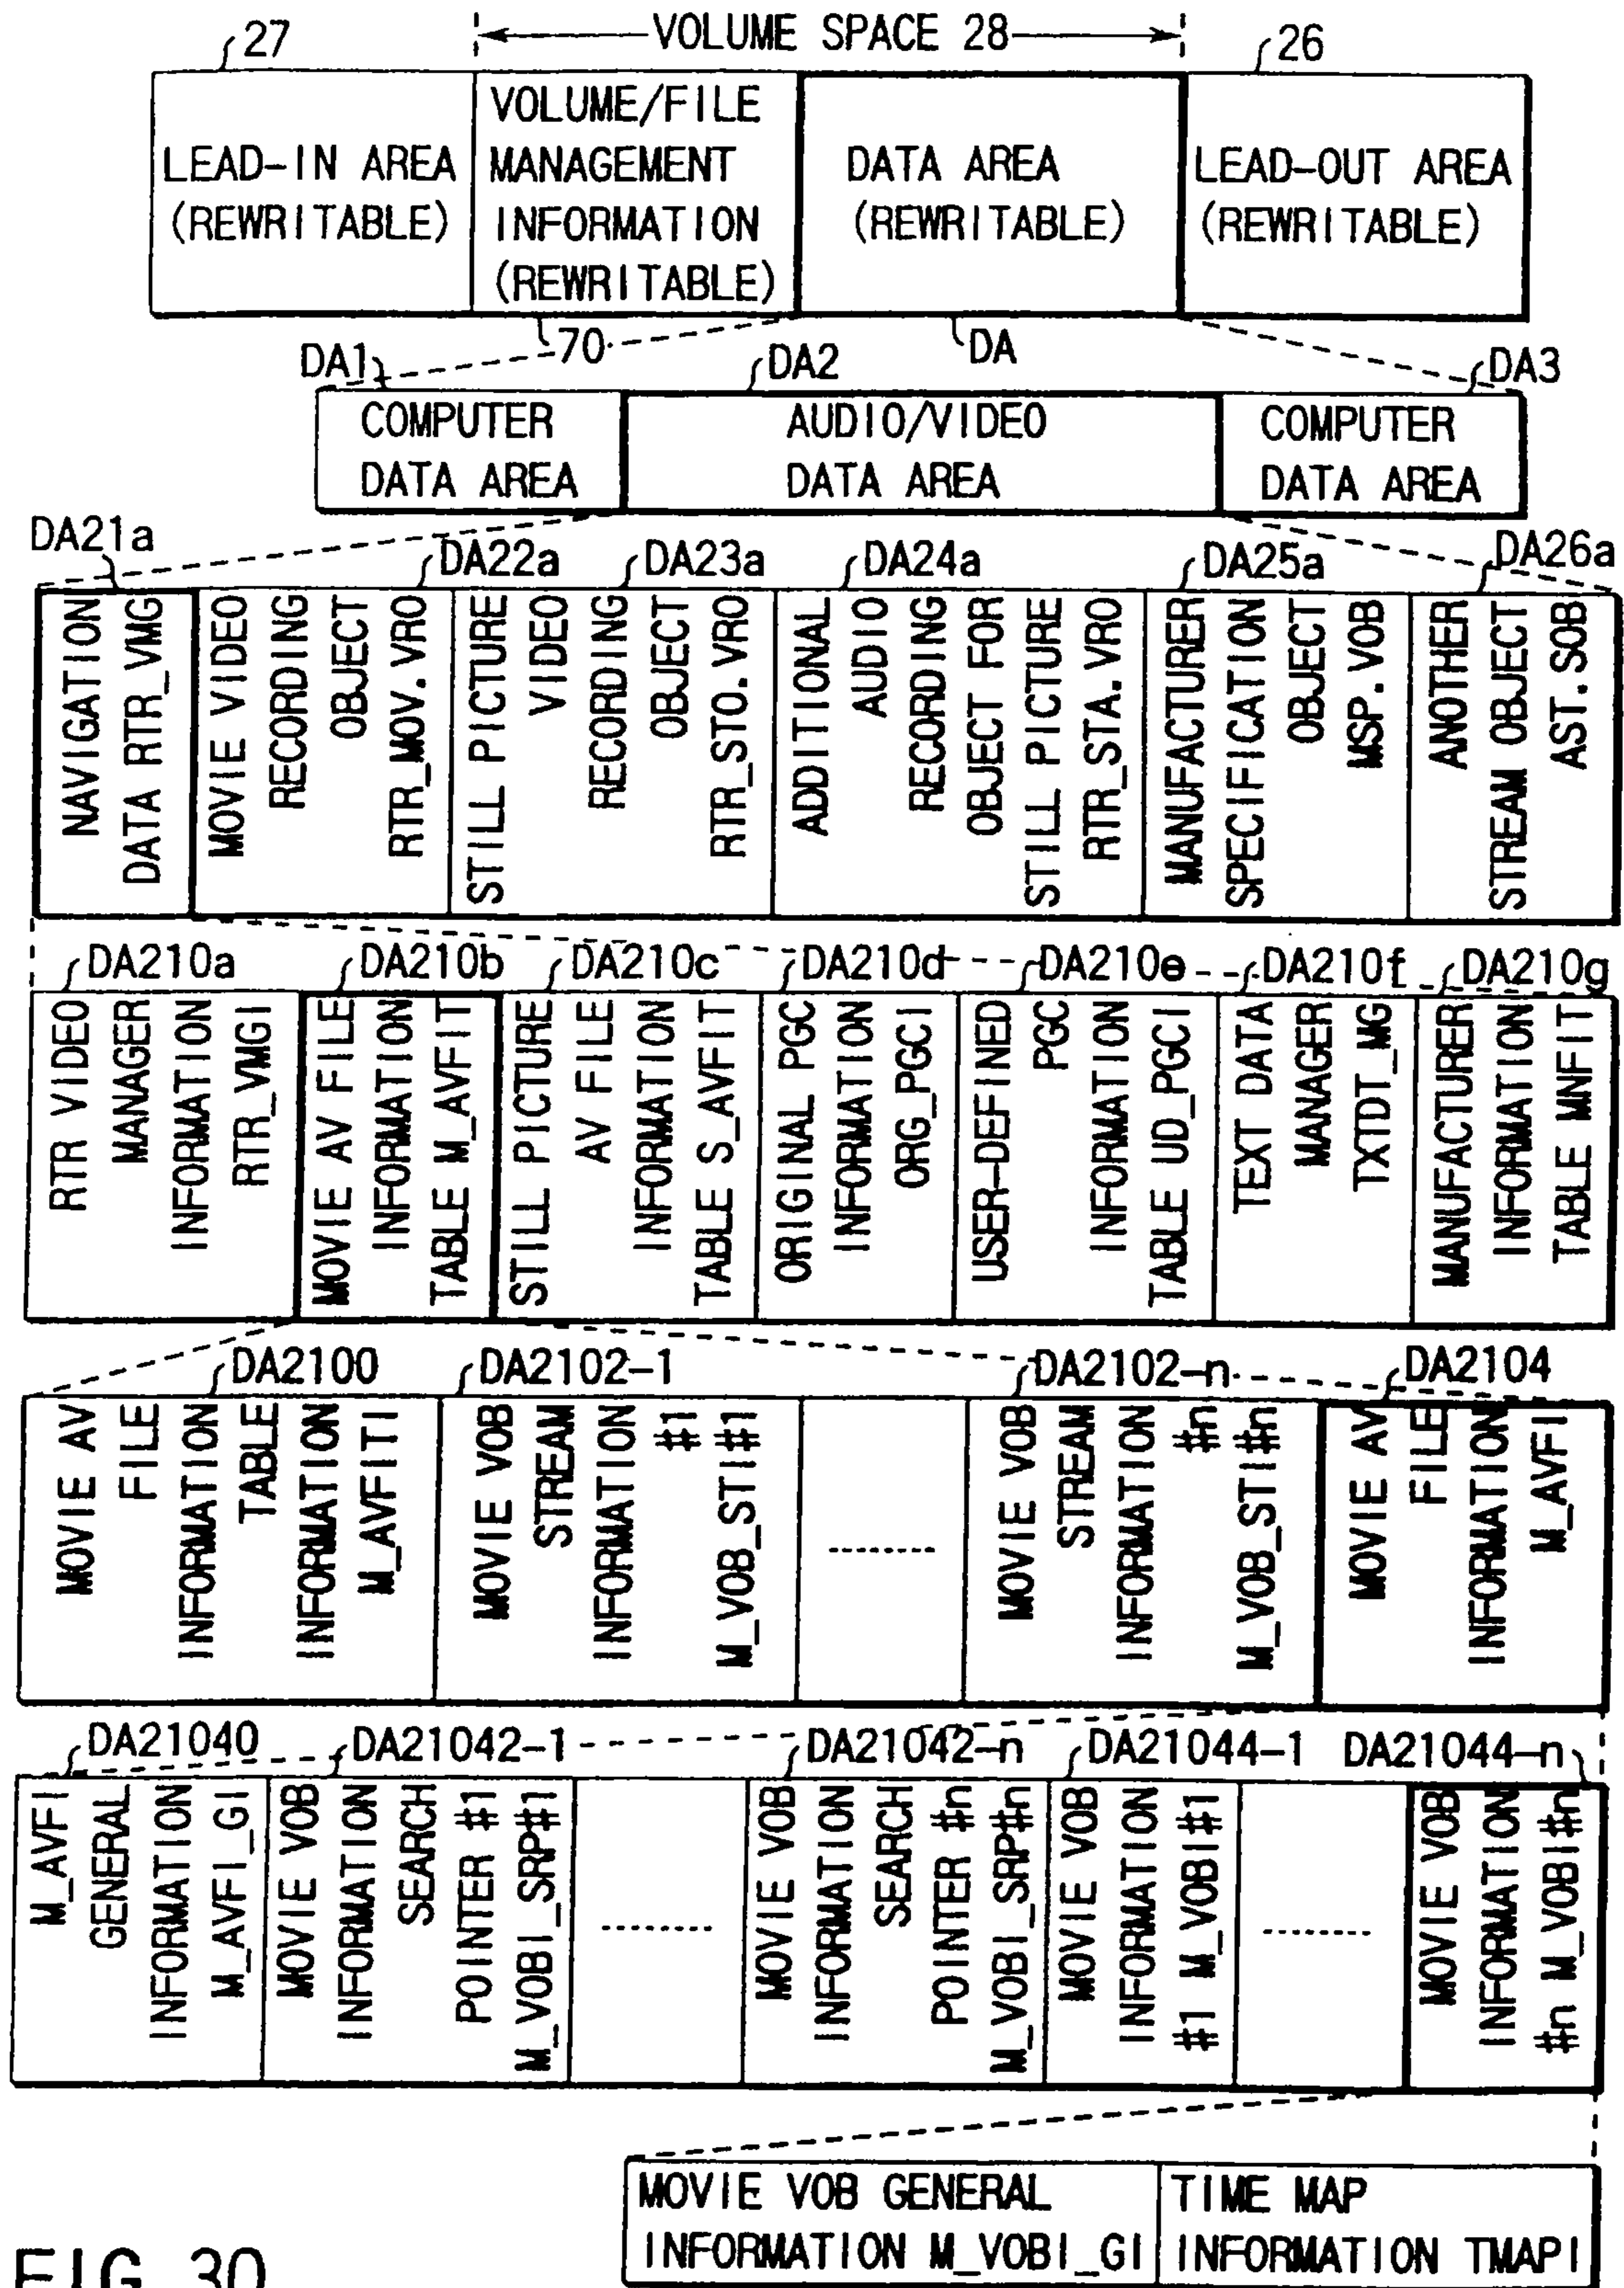 27
VOLUME SPACE 28
26
LEAD-IN AREA
(REWRITABLE)
VOLUME/FILE
MANAGEMENT
INFORMATION
(REWRITABLE)
DATA AREA
(REWRITABLE)
LEAD-OUT AREA
(REWRITABLE)
70
DA
DA1
DA2
DA3
COMPUTER
DATA AREA
AUDIO/VIDEO
DATA AREA
COMPUTER
DATA AREA
DA21a
DA22a
DA23a
DA24a
DA25a
DA26a
NAVIGATION
DATA RTR_VMG
MOVIE VIDEO
RECORDING
OBJECT
RTR_MOV.VRO
STILL PICTURE
VIDEO
RECORDING
OBJECT
RTR_STO.VRO
ADDITIONAL
AUDIO
RECORDING
OBJECT FOR
STILL PICTURE
RTR_STA.VRO
MANUFACTURER
SPECIFICATION
OBJECT
MSP.VOB
ANOTHER
STREAM OBJECT
AST.SOB
DA210a
DA210b
DA210c
DA210d
DA210e
DA210f
DA210g
RTR VIDEO
MANAGER
INFORMATION
RTR_VMGI
MOVIE AV FILE
INFORMATION
TABLE M_AVFIT
STILL PICTURE
AV FILE
INFORMATION
TABLE S_AVFIT
ORIGINAL PGC
INFORMATION
ORG_PGCI
USER-DEFINED
PGC
INFORMATION
TABLE UD_PGCI
TEXT DATA
MANAGER
TXTDT_MG
MANUFACTURER
INFORMATION
TABLE MNFIT
DA2100
DA2102-1
DA2102-n
DA2104
MOVIE AV
FILE
INFORMATION
TABLE
INFORMATION
M_AVFITI
MOVIE VOB
STREAM
INFORMATION
#1
M_VOB_STI#1
MOVIE VOB
STREAM
INFORMATION
#n
M_VOB_STI#n
MOVIE AV
FILE
INFORMATION
M_AVFI
DA21040
DA21042-1
DA21042-n
DA21044-1
DA21044-n
M_AVFI
GENERAL
INFORMATION
M_AVFI_GI
MOVIE VOB
INFORMATION
SEARCH
POINTER #1
M_VOBI_SRP#1
MOVIE VOB
INFORMATION
SEARCH
POINTER #n
M_VOBI_SRP#n
MOVIE VOB
INFORMATION
#1 M_VOBI#1
MOVIE VOB
INFORMATION
#n M_VOBI#n
MOVIE VOB GENERAL
INFORMATION M_VOBI_GI
TIME MAP
INFORMATION TMAPI
FIG. 30